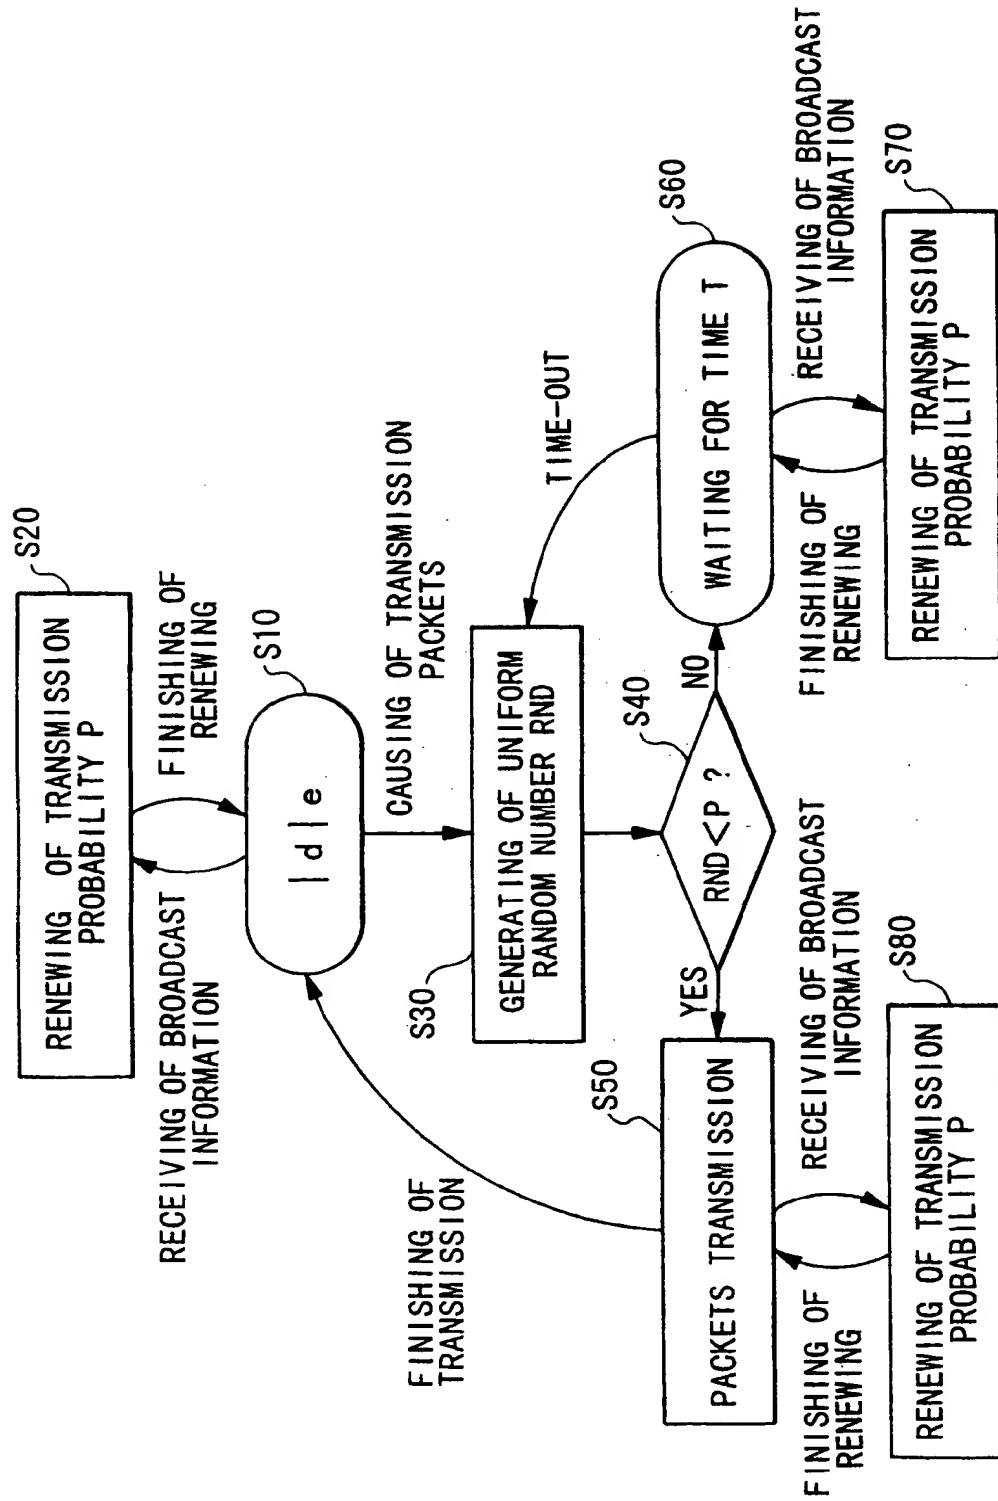 S20
RENEWING OF TRANSMISSION
PROBABILITY P
RECEIVING OF BROADCAST
INFORMATION
FINISHING OF
RENEWING
S10
Idle
FINISHING OF
TRANSMISSION
CAUSING OF TRANSMISSION
PACKETS
S30
GENERATING OF UNIFORM
RANDOM NUMBER RND
TIME-OUT
S40
RND<P ?
YES
NO
S50
PACKETS TRANSMISSION
S60
WAITING FOR TIME T
FINISHING OF
RENEWING
RECEIVING OF BROADCAST
INFORMATION
FINISHING OF
RENEWING
RECEIVING OF BROADCAST
INFORMATION
S80
RENEWING OF TRANSMISSION
PROBABILITY P
S70
RENEWING OF TRANSMISSION
PROBABILITY P